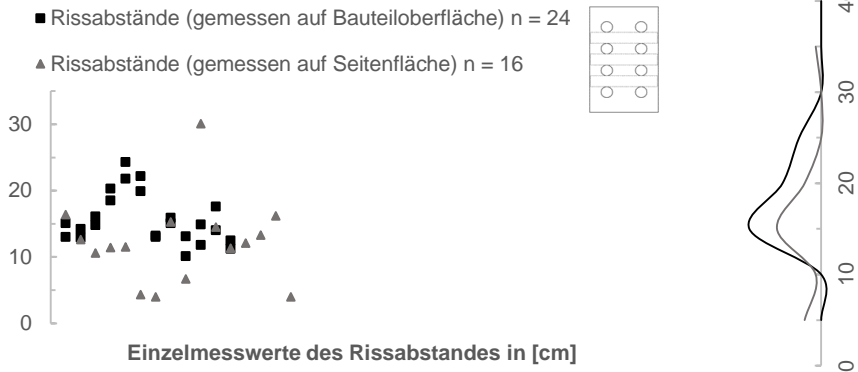 Rissabstände (gemessen auf Bauteiloberfläche) n = 24
Rissabstände (gemessen auf Seitenfläche) n = 16
30
20
10
0
Einzelmesswerte des Rissabstandes in [cm]
30
20
10
0